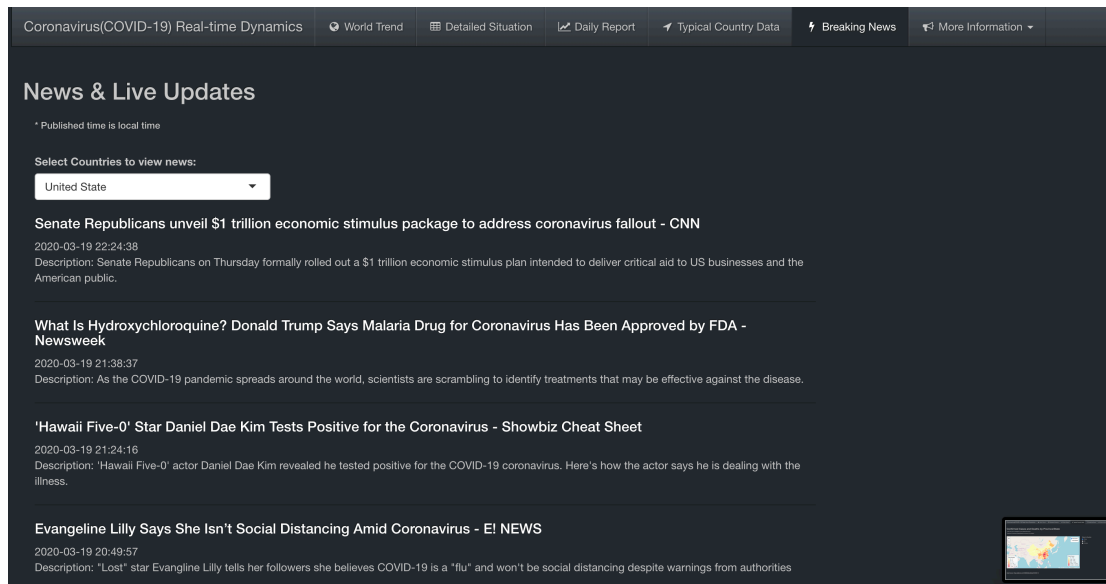 Coronavirus(COVID-19) Real-time Dynamics World Trend Detailed Situation Daily Report Typical Country Data Breaking News More Information
News & Live Updates
* Published time is local time
Select Countries to view news:
United State
Senate Republicans unveil $1 trillion economic stimulus package to address coronavirus fallout - CNN
2020-03-19 22:24:38
Description: Senate Republicans on Thursday formally rolled out a $1 trillion economic stimulus plan intended to deliver critical aid to US businesses and the
American public.
What Is Hydroxychloroquine? Donald Trump Says Malaria Drug for Coronavirus Has Been Approved by FDA -
Newsweek
2020-03-19 21:38:37
Description: As the COVID-19 pandemic spreads around the world, scientists are scrambling to identify treatments that may be effective against the disease.
'Hawaii Five-0' Star Daniel Dae Kim Tests Positive for the Coronavirus - Showbiz Cheat Sheet
2020-03-19 21:24:16
Description: 'Hawaii Five-0' actor Daniel Dae Kim revealed he tested positive for the COVID-19 coronavirus. Here's how the actor says he is dealing with the
illness.
Evangeline Lilly Says She Isn't Social Distancing Amid Coronavirus - E! NEWS
2020-03-19 20:49:57
Description: "Lost" star Evangline Lilly tells her followers she believes COVID-19 is a "flu" and won't be social distancing despite warnings from authorities